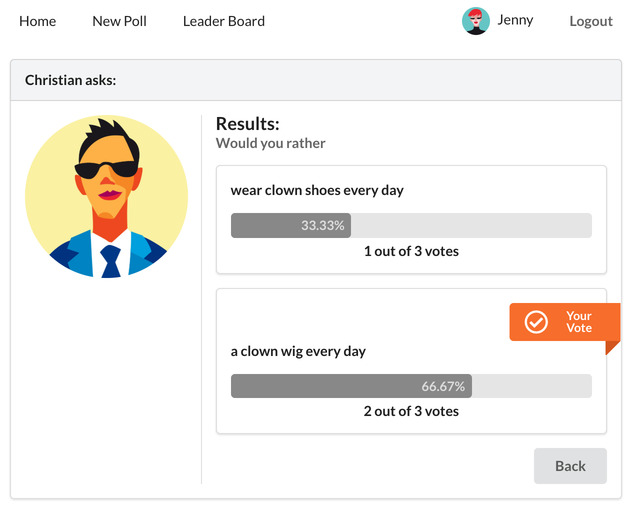 Home New Poll Leader Board Jenny Logout
Christian asks:
Results:
Would you rather
wear clown shoes every day
33.33%
1 out of 3 votes
Your
Vote
a clown wig every day
66.67%
2 out of 3 votes
Back